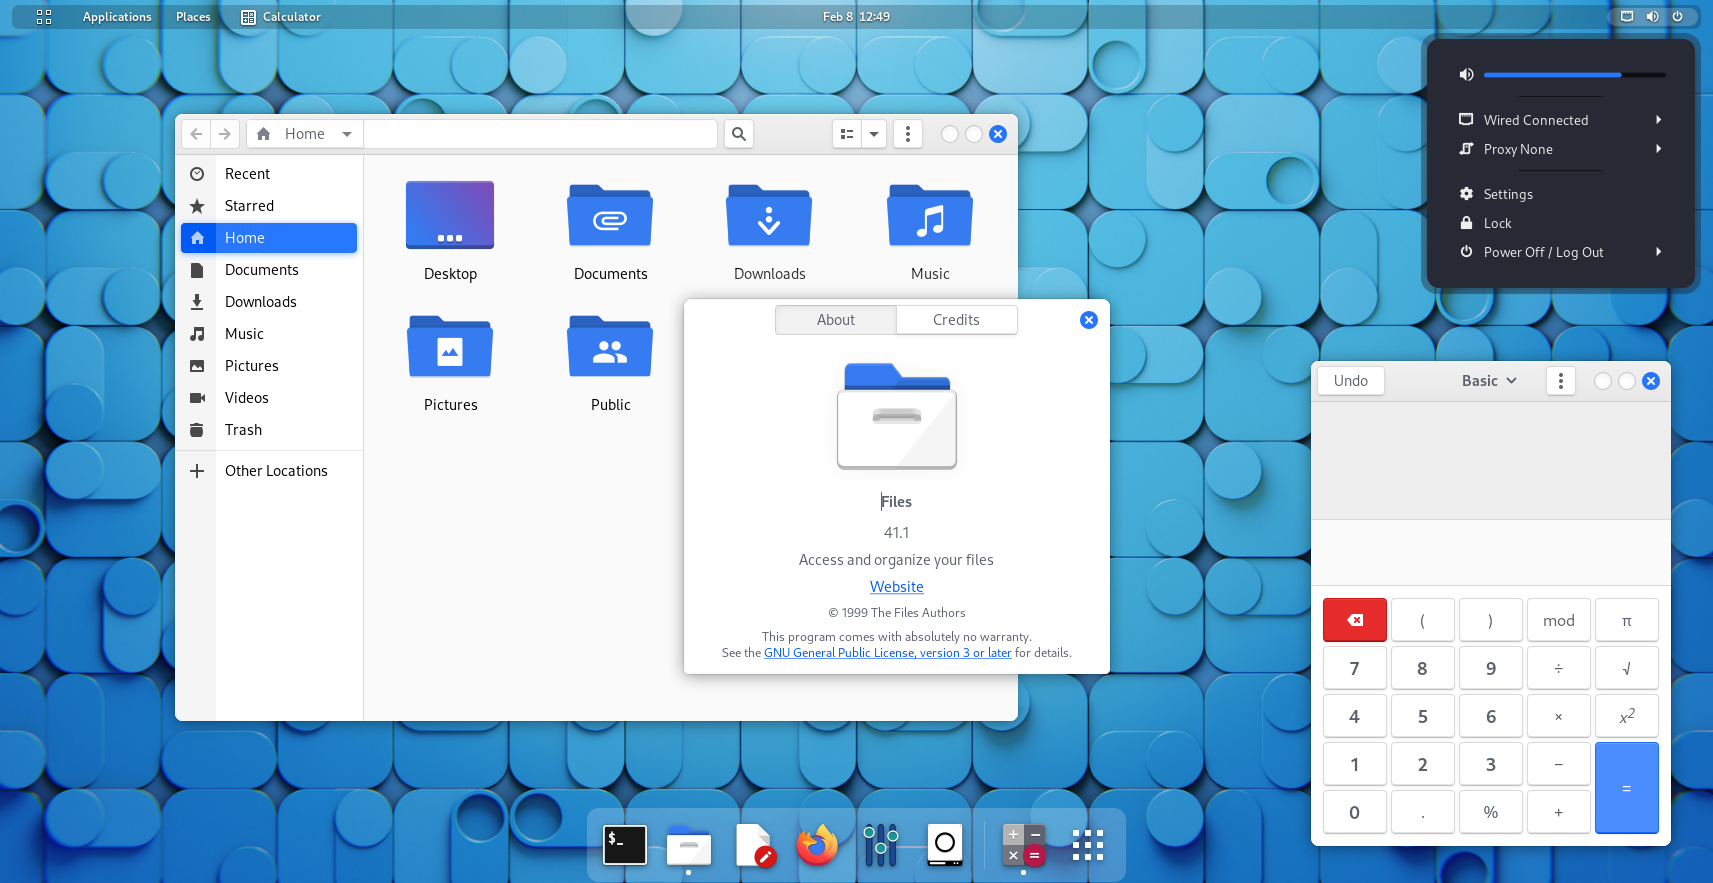 Applications Places Calculator
Feb 8 12:49
Home
Recent
Starred
Home
Documents
Downloads
Music
Pictures
Videos
Trash
Other Locations
Desktop
Documents
Downloads
Music
Pictures
Public
About Credits
Files
41.1
Access and organize your files
Website
© 1999 The Files Authors
This program comes with absolutely no warranty.
See the GNU General Public License, version 3 or later for details.
Wired Connected
Proxy None
Settings
Lock
Power Off / Log Out
Undo Basic
( ) mod π
7 8 9 ÷ √
4 5 6 × x²
1 2 3 −
0 . % + =
$_
+ −
× =